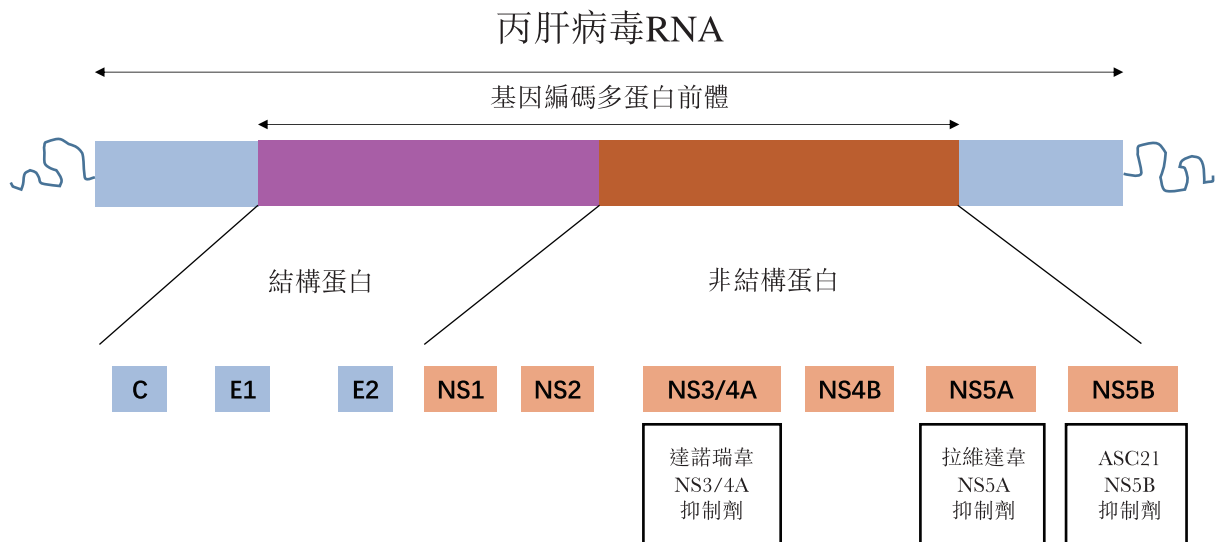 丙肝病毒RNA
基因編碼多蛋白前體
結構蛋白
非結構蛋白
C
E1
E2
NS1
NS2
NS3/4A
NS4B
NS5A
NS5B
達諾瑞韋
NS3/4A
抑制劑
拉維達韋
NS5A
抑制劑
ASC21
NS5B
抑制劑